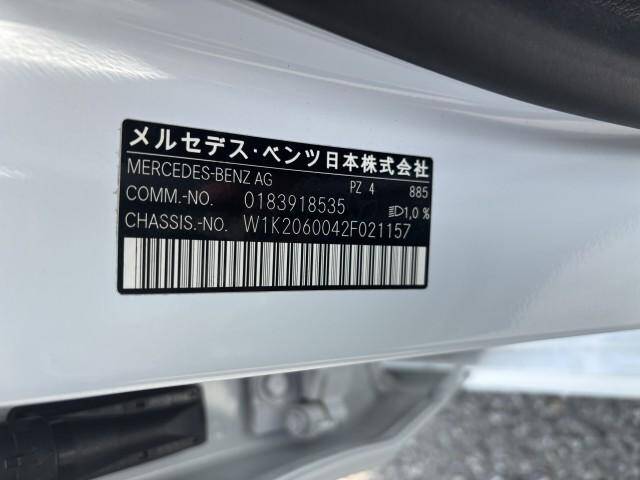 メルセデス・ベンツ日本株式会社
MERCEDES-BENZ AG PZ 4 885
COMM.-NO. 0183918535 1,0 %
CHASSIS.-NO. W1K2060042F021157